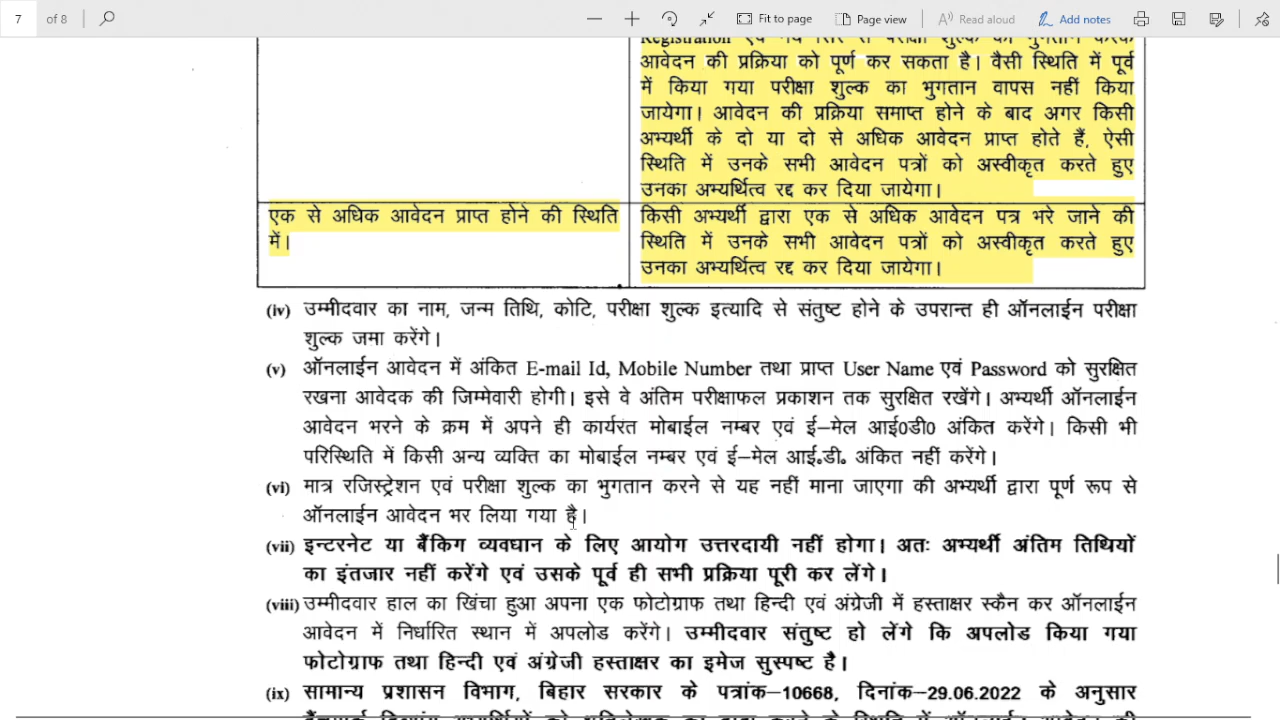 7 of 8 Fit to page Page view Read aloud Add notes
Registration एवं नये सिरे से परीक्षा शुल्क का भुगतान करके
आवेदन की प्रक्रिया को पूर्ण कर सकता है। वैसी स्थिति में पूर्व
में किया गया परीक्षा शुल्क का भुगतान वापस नहीं किया
जायेगा। आवेदन की प्रक्रिया समाप्त होने के बाद अगर किसी
अभ्यर्थी के दो या दो से अधिक आवेदन प्राप्त होते हैं, ऐसी
स्थिति में उनके सभी आवेदन पत्रों को अस्वीकृत करते हुए
उनका अभ्यर्थित्व रद्द कर दिया जायेगा।
एक से अधिक आवेदन प्राप्त होने की स्थिति
में।
किसी अभ्यर्थी द्वारा एक से अधिक आवेदन पत्र भरे जाने की
स्थिति में उनके सभी आवेदन पत्रों को अस्वीकृत करते हुए
उनका अभ्यर्थित्व रद्द कर दिया जायेगा।
(iv) उम्मीदवार का नाम, जन्म तिथि, कोटि, परीक्षा शुल्क इत्यादि से संतुष्ट होने के उपरान्त ही ऑनलाईन परीक्षा
शुल्क जमा करेंगे।
(v) ऑनलाईन आवेदन में अंकित E-mail Id, Mobile Number तथा प्राप्त User Name एवं Password को सुरक्षित
रखना आवेदक की जिम्मेवारी होगी। इसे वे अंतिम परीक्षाफल प्रकाशन तक सुरक्षित रखेंगे। अभ्यर्थी ऑनलाईन
आवेदन भरने के क्रम में अपने ही कार्यरत मोबाईल नम्बर एवं ई–मेल आई0डी0 अंकित करेंगे। किसी भी
परिस्थिति में किसी अन्य व्यक्ति का मोबाईल नम्बर एवं ई–मेल आई॰डी॰ अंकित नहीं करेंगे।
(vi) मात्र रजिस्ट्रेशन एवं परीक्षा शुल्क का भुगतान करने से यह नहीं माना जाएगा की अभ्यर्थी द्वारा पूर्ण रूप से
ऑनलाईन आवेदन भर लिया गया है।
(vii) इन्टरनेट या बैंकिग व्यवघान के लिए आयोग उत्तरदायी नहीं होगा। अतः अभ्यर्थी अंतिम तिथियों
का इंतजार नहीं करेंगे एवं उसके पूर्व ही सभी प्रक्रिया पूरी कर लेंगे।
(viii) उम्मीदवार हाल का खिंचा हुआ अपना एक फोटोग्राफ तथा हिन्दी एवं अंग्रेजी में हस्ताक्षर स्कैन कर ऑनलाईन
आवेदन में निर्धारित स्थान में अपलोड करेंगे। उम्मीदवार संतुष्ट हो लेंगे कि अपलोड किया गया
फोटोग्राफ तथा हिन्दी एवं अंग्रेजी हस्ताक्षर का इमेज सुस्पष्ट है।
(ix) सामान्य प्रशासन विभाग, बिहार सरकार के पत्रांक–10668, दिनांक–29.06.2022 के अनुसार